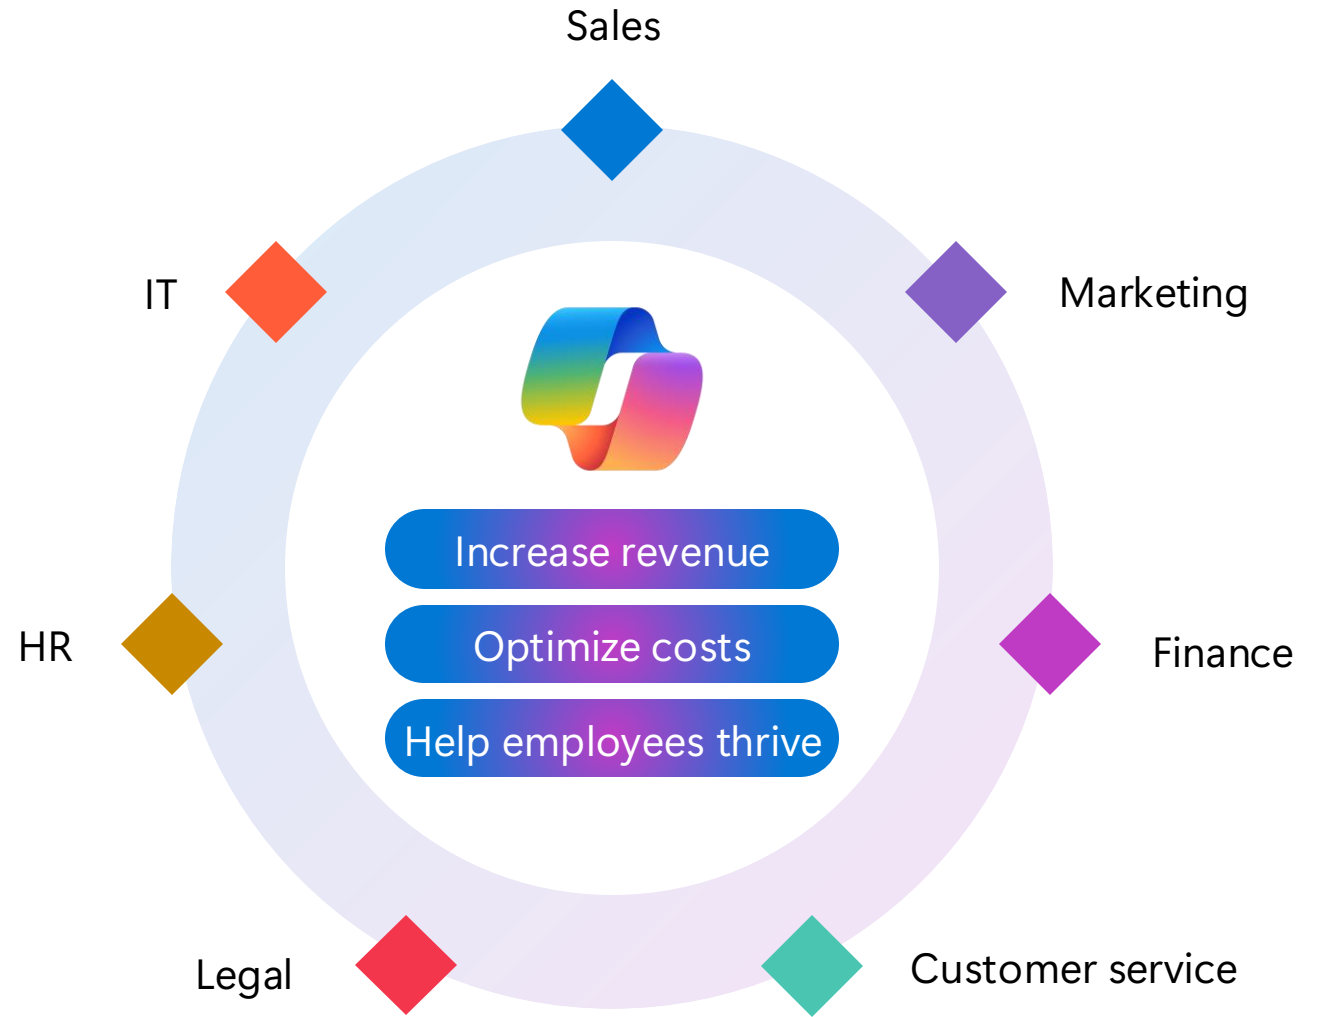 Sales
IT
Marketing
Increase revenue
Optimize costs
Help employees thrive
HR
Finance
Legal
Customer service